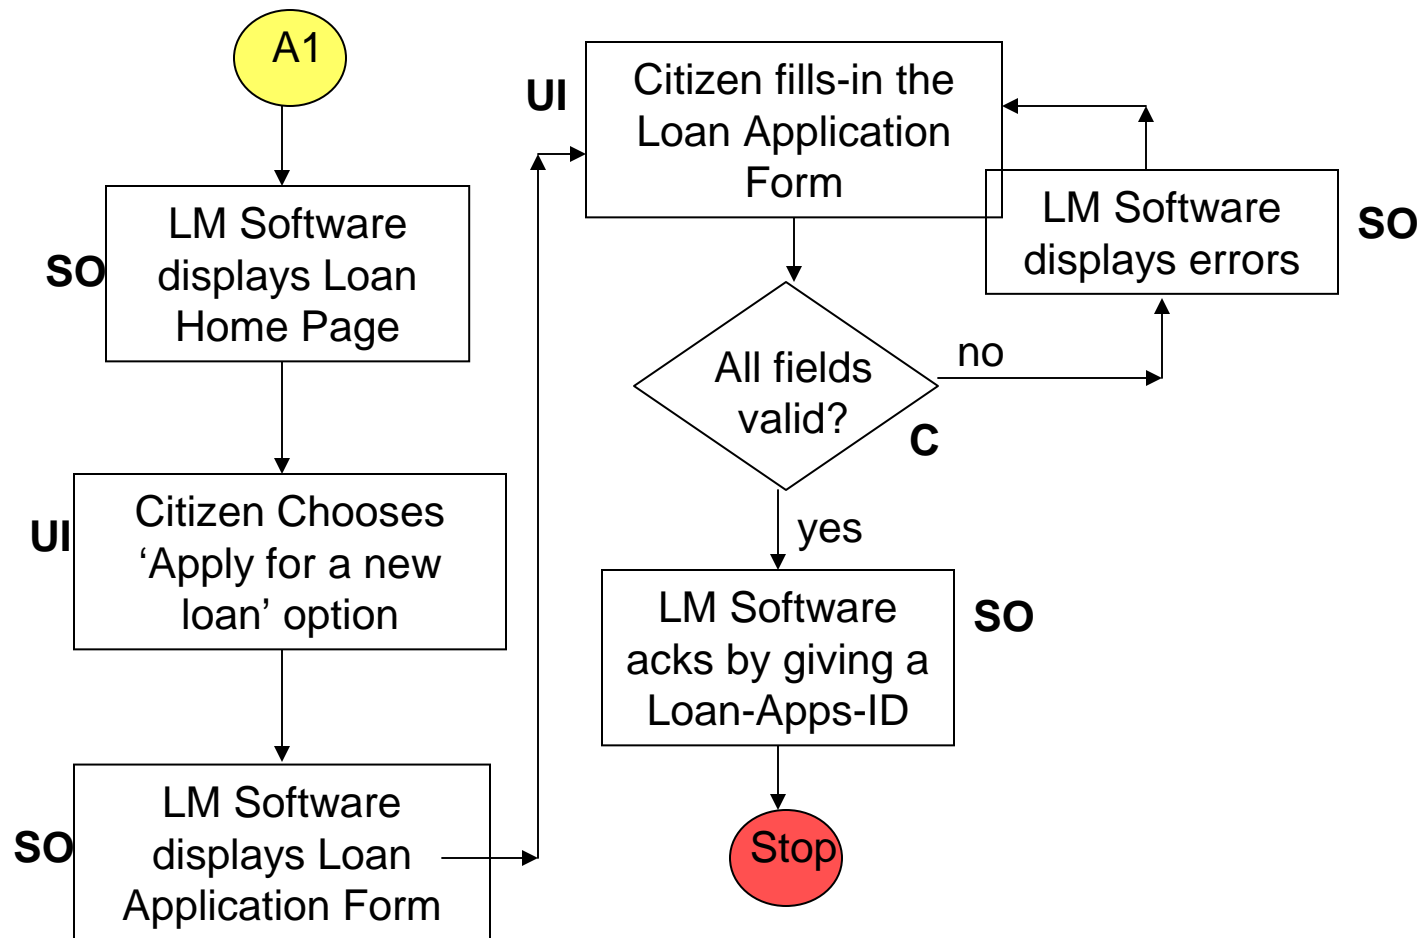 A1
SO
LM Software
displays Loan
Home Page
UI
Citizen Chooses
‘Apply for a new
loan’ option
SO
LM Software
displays Loan
Application Form
UI
Citizen fills-in the
Loan Application
Form
LM Software
displays errors
SO
All fields
valid?
C
no
yes
LM Software
acks by giving a
Loan-Apps-ID
SO
Stop